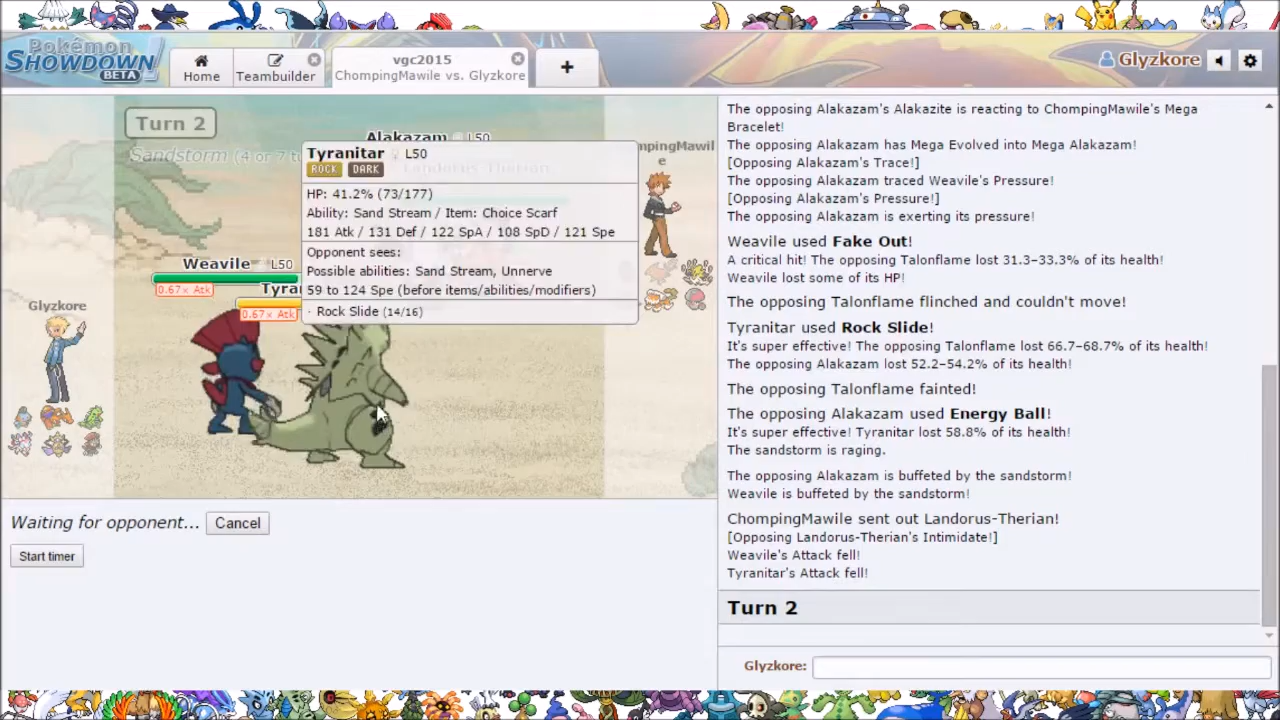 Pokémon
SHOWDOWN
BETA
Home
Teambuilder
vgc2015
ChompingMawile vs. Glyzkore
+
Glyzkore
Turn 2
Sandstorm (4 or 7 tu
Alakazam L50
Landorus-Therian
Tyranitar L50
ROCK DARK
HP: 41.2% (73/177)
Ability: Sand Stream / Item: Choice Scarf
181 Atk / 131 Def / 122 SpA / 108 SpD / 121 Spe
Opponent sees:
Possible abilities: Sand Stream, Unnerve
59 to 124 Spe (before items/abilities/modifiers)
· Rock Slide (14/16)
mpingMawil
e
Weavile L50
0.67× Atk
Tyra
0.67× Atk
Glyzkore
Waiting for opponent... Cancel
Start timer
The opposing Alakazam's Alakazite is reacting to ChompingMawile's Mega
Bracelet!
The opposing Alakazam has Mega Evolved into Mega Alakazam!
[Opposing Alakazam's Trace!]
The opposing Alakazam traced Weavile's Pressure!
[Opposing Alakazam's Pressure!]
The opposing Alakazam is exerting its pressure!
Weavile used Fake Out!
A critical hit! The opposing Talonflame lost 31.3–33.3% of its health!
Weavile lost some of its HP!
The opposing Talonflame flinched and couldn't move!
Tyranitar used Rock Slide!
It's super effective! The opposing Talonflame lost 66.7–68.7% of its health!
The opposing Alakazam lost 52.2–54.2% of its health!
The opposing Talonflame fainted!
The opposing Alakazam used Energy Ball!
It's super effective! Tyranitar lost 58.8% of its health!
The sandstorm is raging.
The opposing Alakazam is buffeted by the sandstorm!
Weavile is buffeted by the sandstorm!
ChompingMawile sent out Landorus-Therian!
[Opposing Landorus-Therian's Intimidate!]
Weavile's Attack fell!
Tyranitar's Attack fell!
Turn 2
Glyzkore: